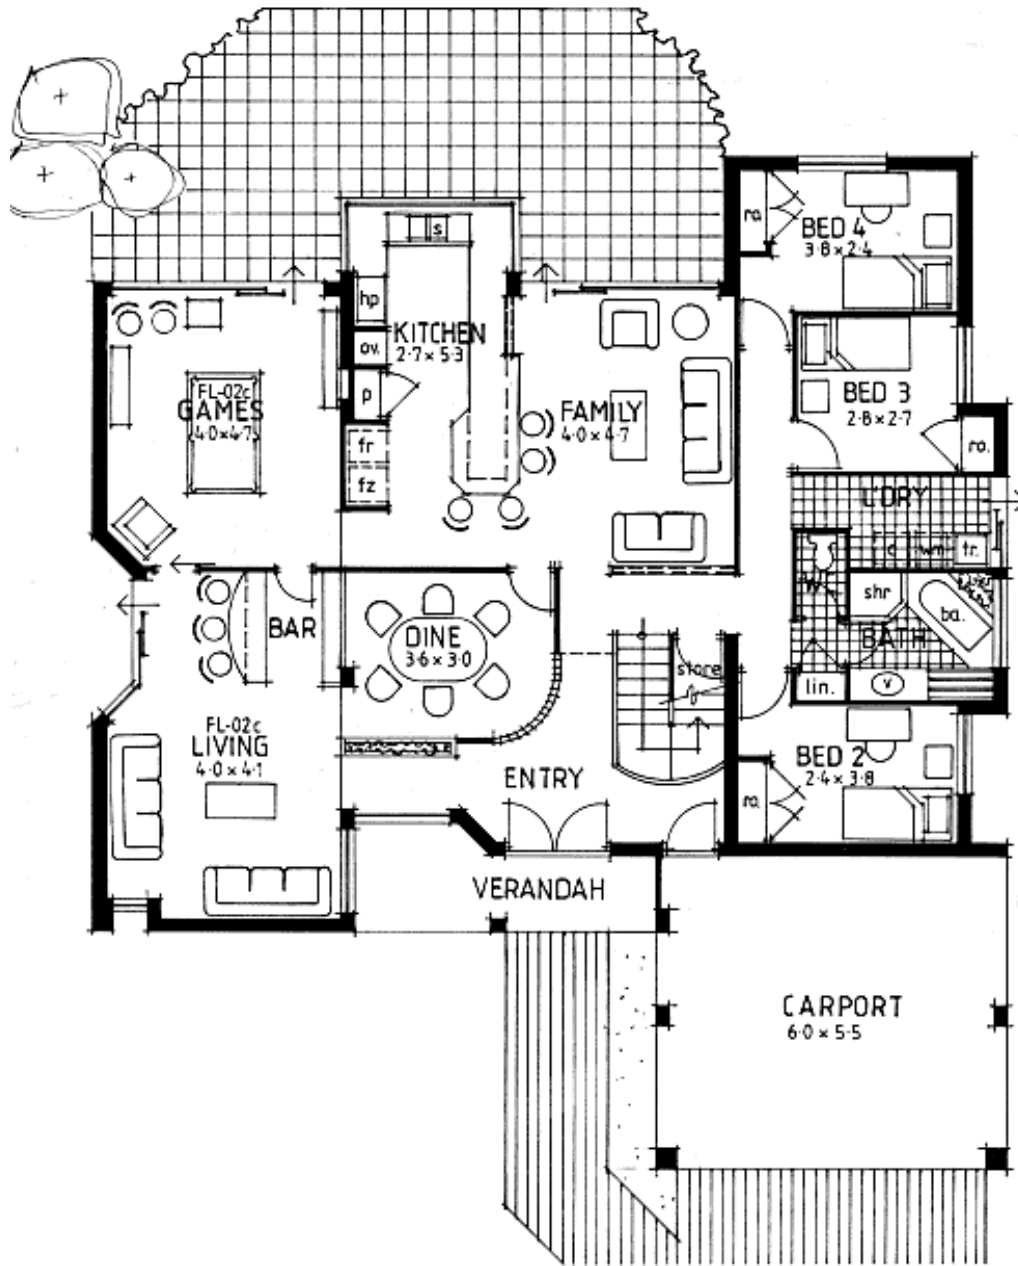 ro.
BED 4
3·8 × 2·4
s
hp
KITCHEN
2·7 × 5·3
ov.
p
fr
fz
FL-02c
GAMES
4·0×4·7
FAMILY
4·0 × 4·7
BED 3
2·8 × 2·7
ro.
L'DRY
c
wm
tr.
W
shr
ba.
BATH
lin.
v
BAR
DINE
3·6 × 3·0
store
FL-02c
LIVING
4·0 × 4·1
ENTRY
BED 2
2·4 × 3·8
ro.
VERANDAH
CARPORT
6·0 × 5·5